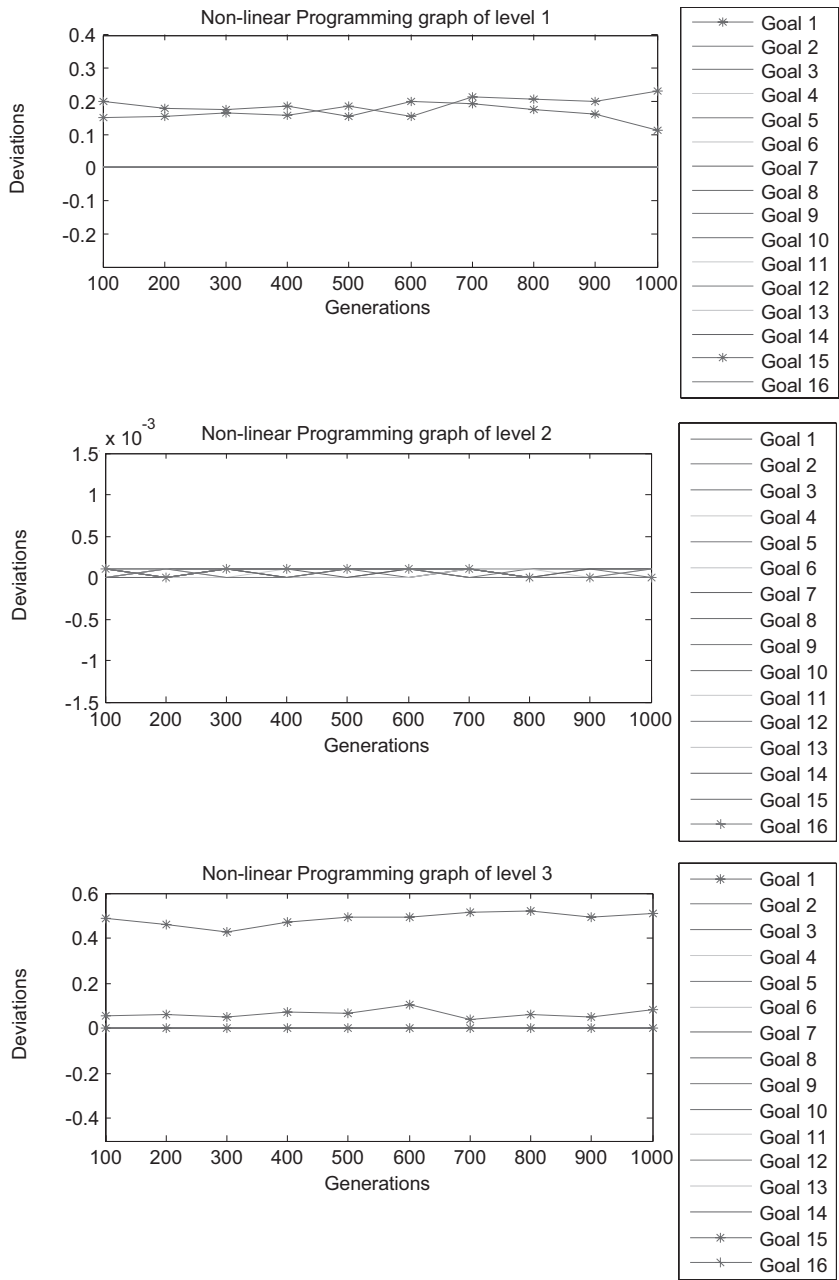 Non-linear Programming graph of level 1
0.4
0.3
0.2
0.1
0
-0.1
-0.2
Deviations
100 200 300 400 500 600 700 800 900 1000
Generations
Goal 1
Goal 2
Goal 3
Goal 4
Goal 5
Goal 6
Goal 7
Goal 8
Goal 9
Goal 10
Goal 11
Goal 12
Goal 13
Goal 14
Goal 15
Goal 16
x 10^-3
Non-linear Programming graph of level 2
1.5
1
0.5
0
-0.5
-1
-1.5
Deviations
100 200 300 400 500 600 700 800 900 1000
Generations
Goal 1
Goal 2
Goal 3
Goal 4
Goal 5
Goal 6
Goal 7
Goal 8
Goal 9
Goal 10
Goal 11
Goal 12
Goal 13
Goal 14
Goal 15
Goal 16
Non-linear Programming graph of level 3
0.6
0.4
0.2
0
-0.2
-0.4
Deviations
100 200 300 400 500 600 700 800 900 1000
Generations
Goal 1
Goal 2
Goal 3
Goal 4
Goal 5
Goal 6
Goal 7
Goal 8
Goal 9
Goal 10
Goal 11
Goal 12
Goal 13
Goal 14
Goal 15
Goal 16